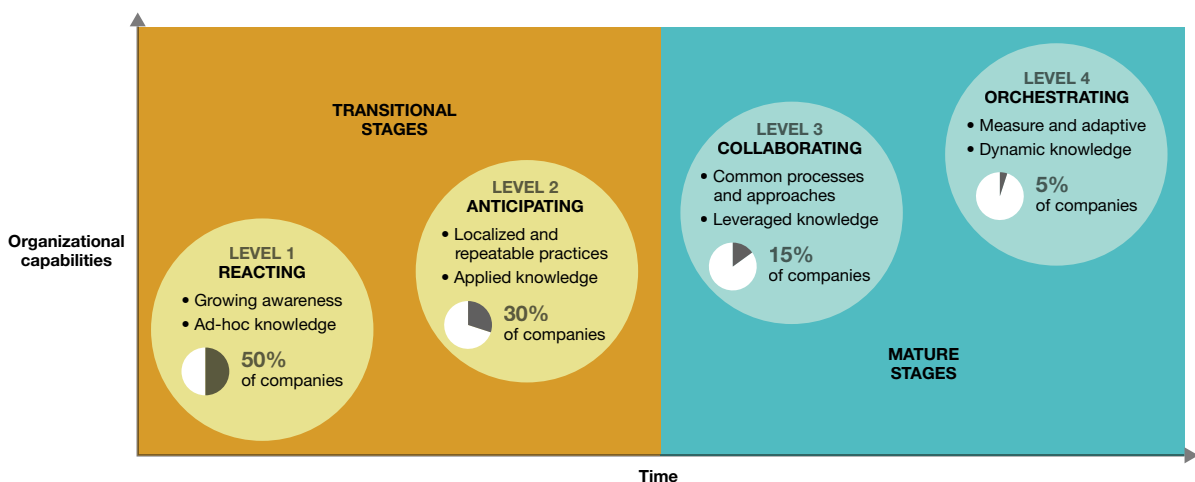 Organizational
capabilities
TRANSITIONAL
STAGES
LEVEL 1
REACTING
• Growing awareness
• Ad-hoc knowledge
50%
of companies
LEVEL 2
ANTICIPATING
• Localized and
repeatable practices
• Applied knowledge
30%
of companies
LEVEL 3
COLLABORATING
• Common processes
and approaches
• Leveraged knowledge
15%
of companies
LEVEL 4
ORCHESTRATING
• Measure and adaptive
• Dynamic knowledge
5%
of companies
MATURE
STAGES
Time